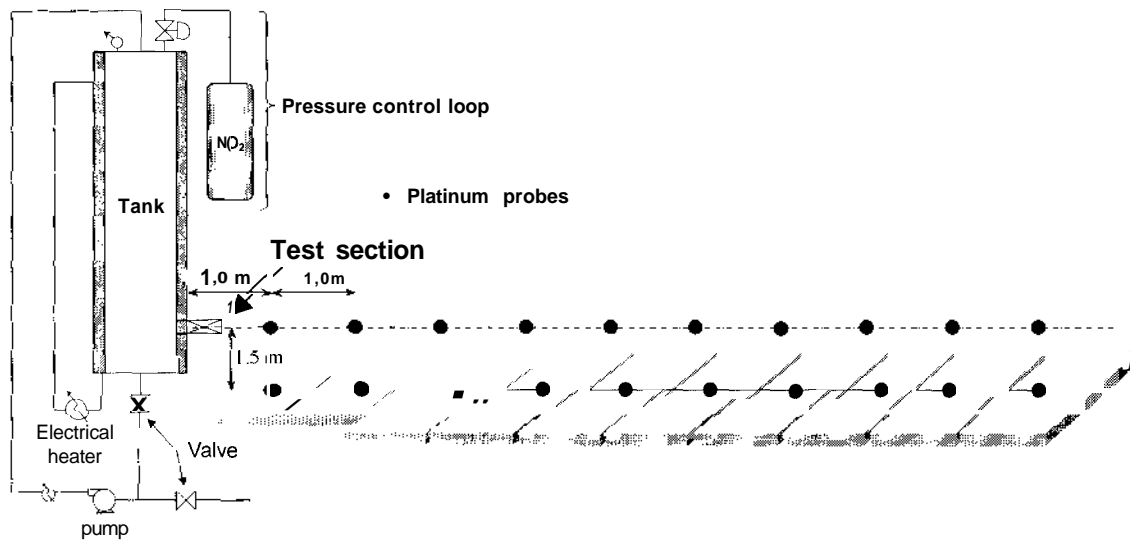 NO₂
Pressure control loop
• Platinum probes
Tank
Test section
1,0 m
1,0m
1.5 m
Electrical
heater
Valve
pump